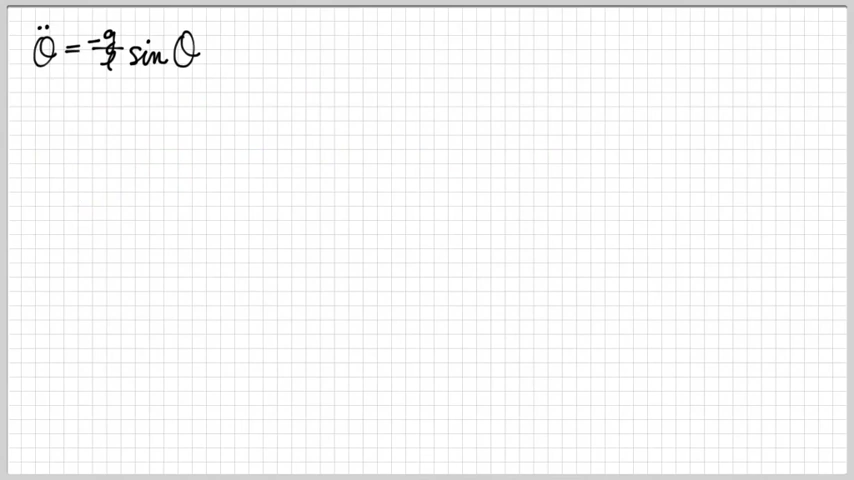 θ̈ = -g/l sin θ